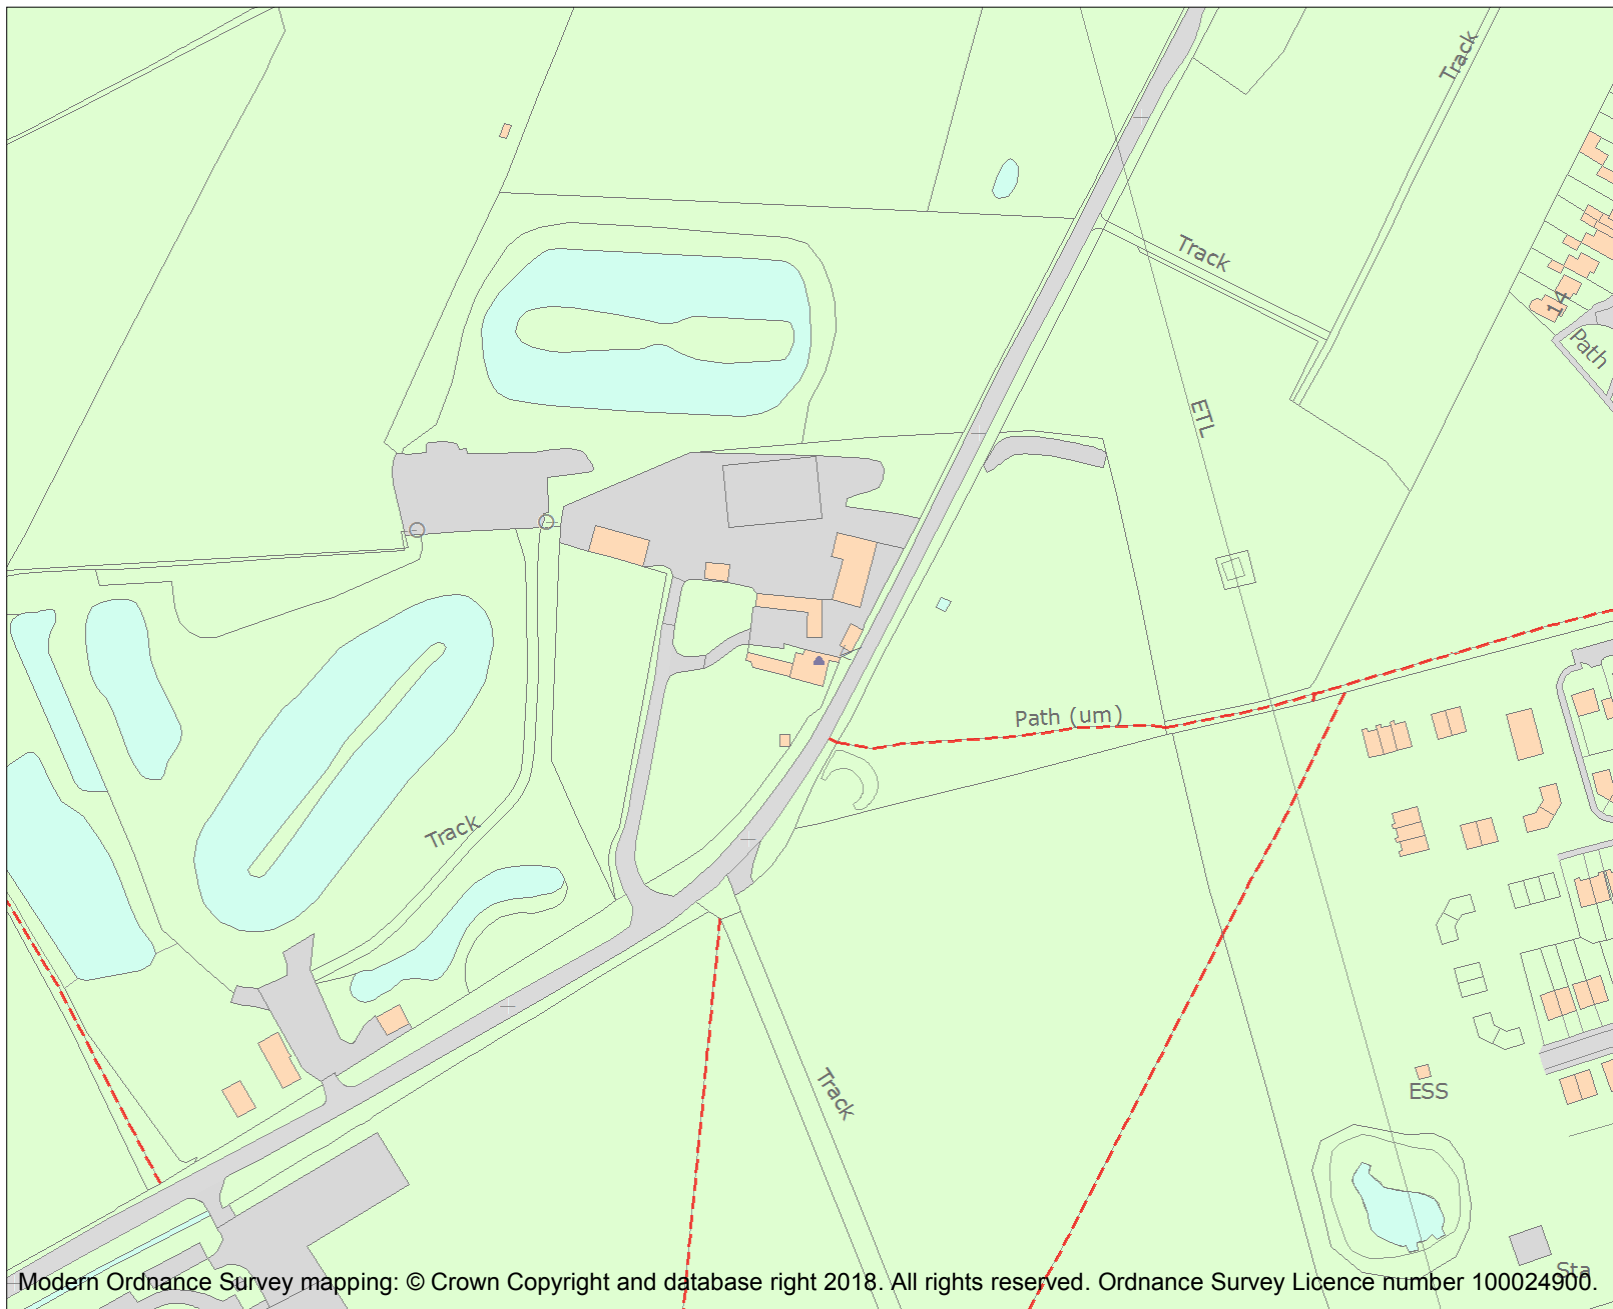 Track
Track
14
Path
ETL
Path (um)
Track
Track
ESS
Sta
Modern Ordnance Survey mapping: © Crown Copyright and database right 2018. All rights reserved. Ordnance Survey Licence number 100024900.